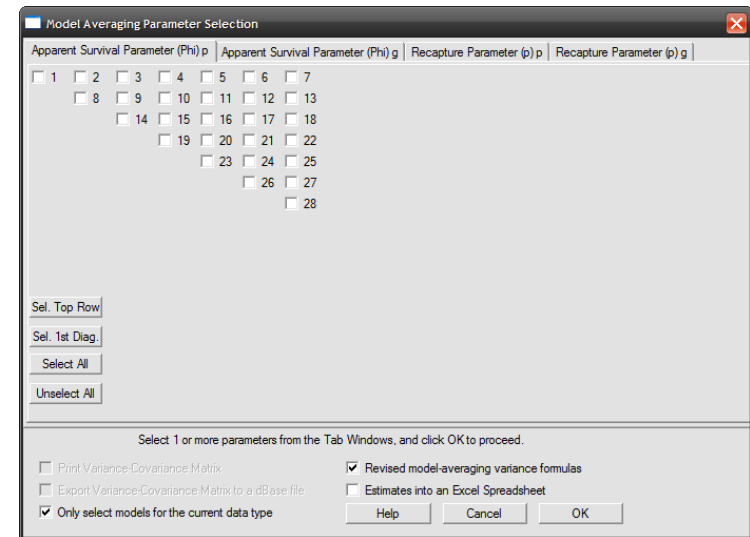 Model Averaging Parameter Selection
Apparent Survival Parameter (Phi) p Apparent Survival Parameter (Phi) g Recapture Parameter (p) p Recapture Parameter (p) g
1 2 3 4 5 6 7
8 9 10 11 12 13
14 15 16 17 18
19 20 21 22
23 24 25
26 27
28
Sel. Top Row
Sel. 1st Diag.
Select All
Unselect All
Select 1 or more parameters from the Tab Windows, and click OK to proceed.
Print Variance-Covariance Matrix
Export Variance-Covariance Matrix to a dBase file
Only select models for the current data type
Revised model-averaging variance formulas
Estimates into an Excel Spreadsheet
Help Cancel OK